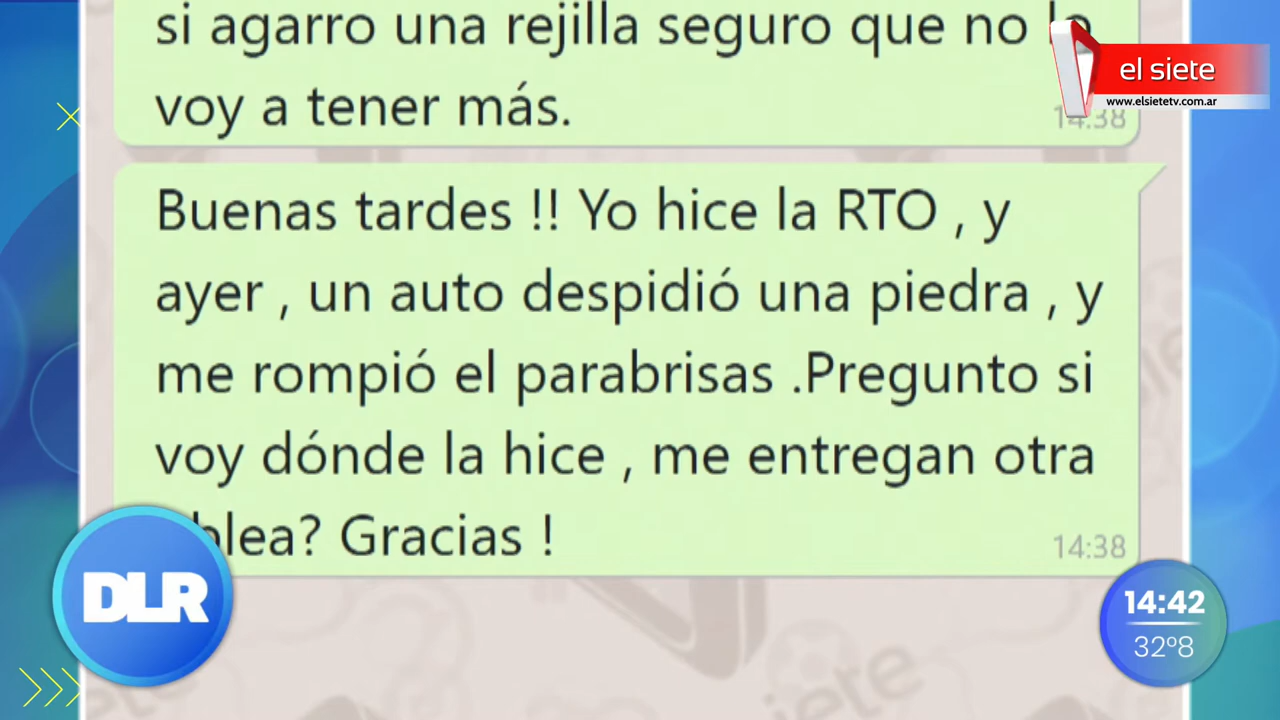 si agarro una rejilla seguro que no
voy a tener más.
14:38
el siete
www.elsietetv.com.ar
Buenas tardes !! Yo hice la RTO , y
ayer , un auto despidió una piedra , y
me rompió el parabrisas .Pregunto si
voy dónde la hice , me entregan otra
Gracias !
14:38
DLR
14:42
32º8